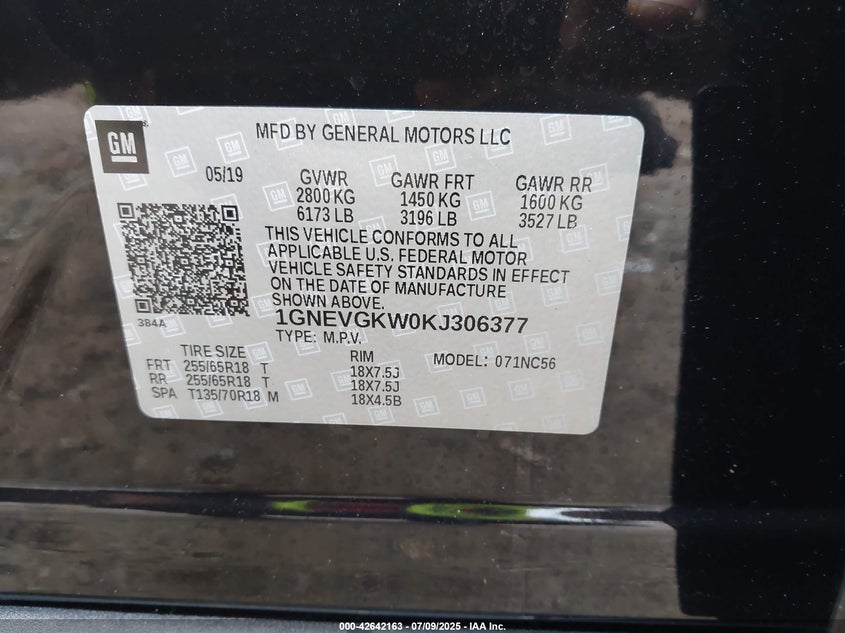 GM
MFD BY GENERAL MOTORS LLC
05/19 GVWR GAWR FRT GAWR RR
2800 KG 1450 KG 1600 KG
6173 LB 3196 LB 3527 LB
THIS VEHICLE CONFORMS TO ALL
APPLICABLE U.S. FEDERAL MOTOR
VEHICLE SAFETY STANDARDS IN EFFECT
ON THE DATE OF MANUFACTURE
SHOWN ABOVE.
384A
1GNEVGKW0KJ306377
TYPE: M.P.V.
TIRE SIZE RIM MODEL: 071NC56
FRT 255/65R18 T 18X7.5J
RR 255/65R18 T 18X7.5J
SPA T135/70R18 M 18X4.5B
000-42642163 - 07/09/2025 - IAA Inc.